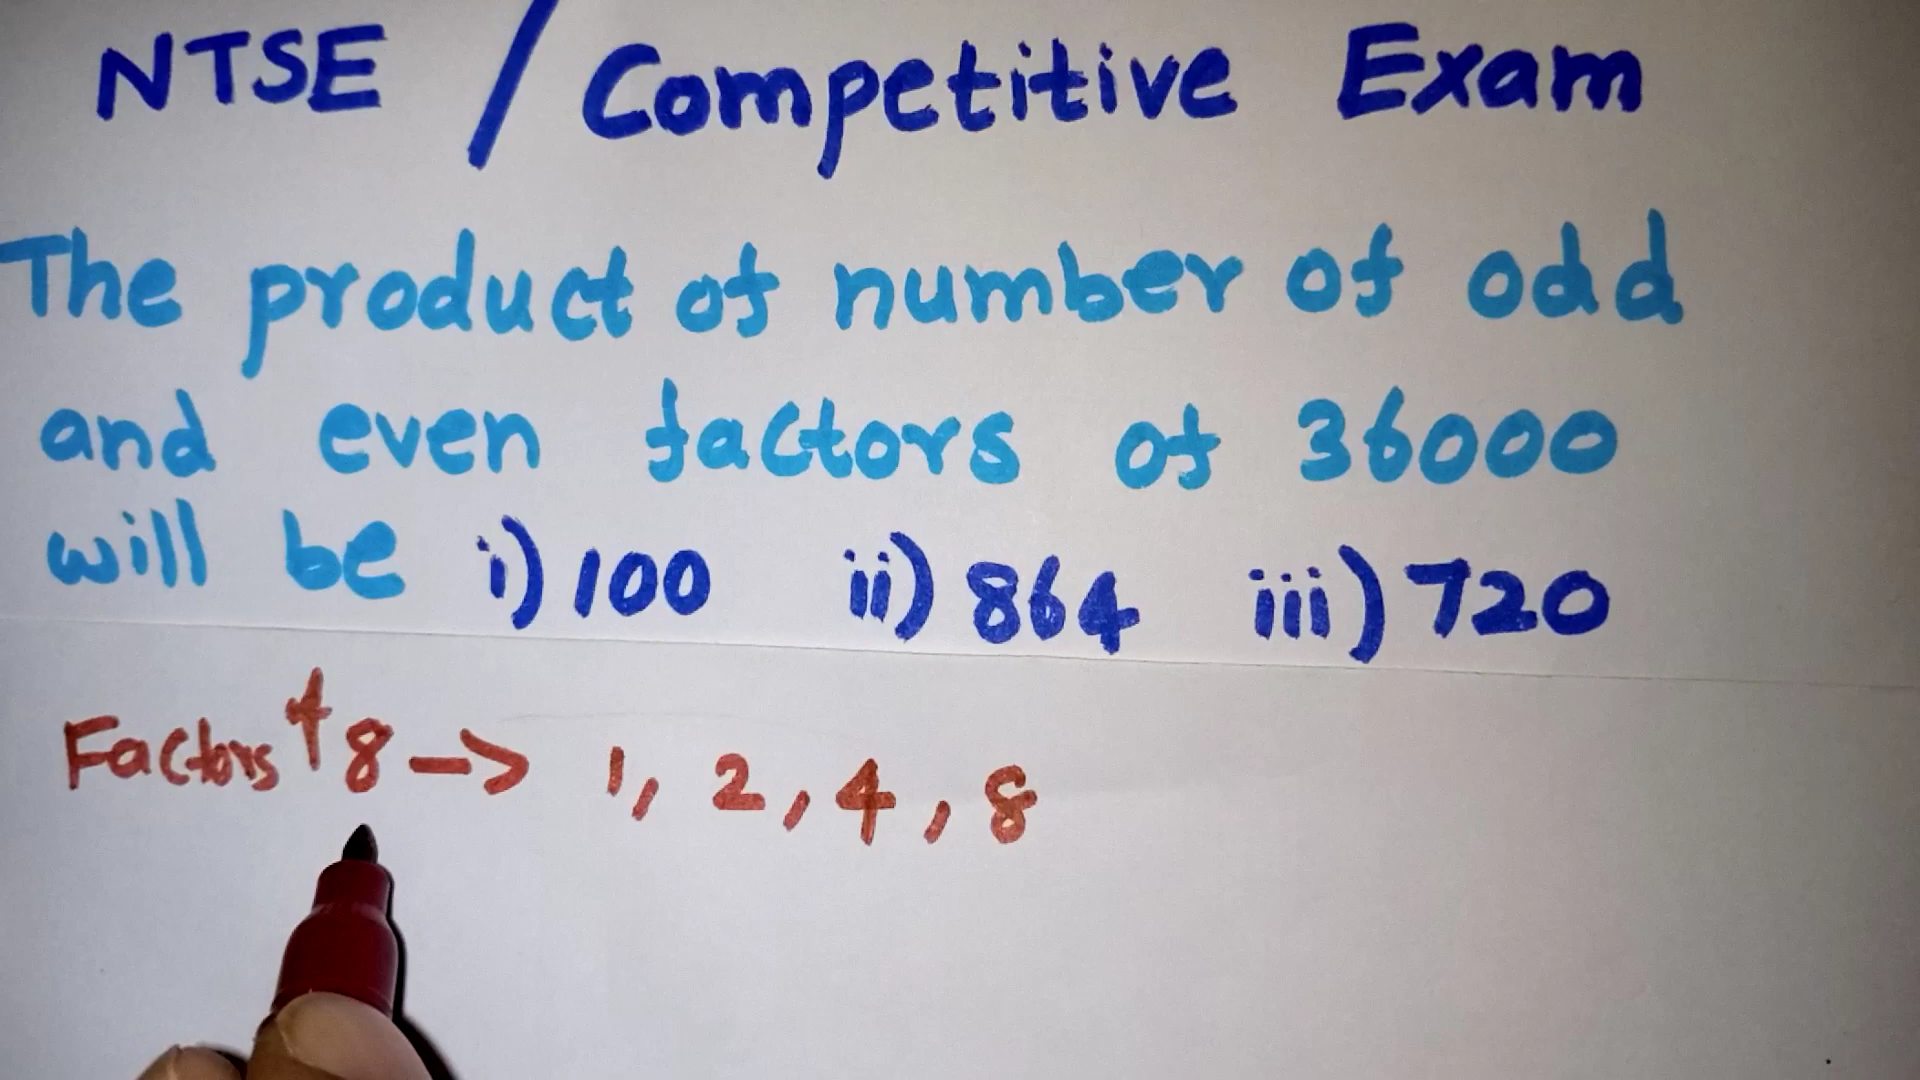 NTSE / Competitive Exam
The product of number of odd
and even factors of 36000
will be i) 100 ii) 864 iii) 720
Factors of 8 -> 1, 2, 4, 8